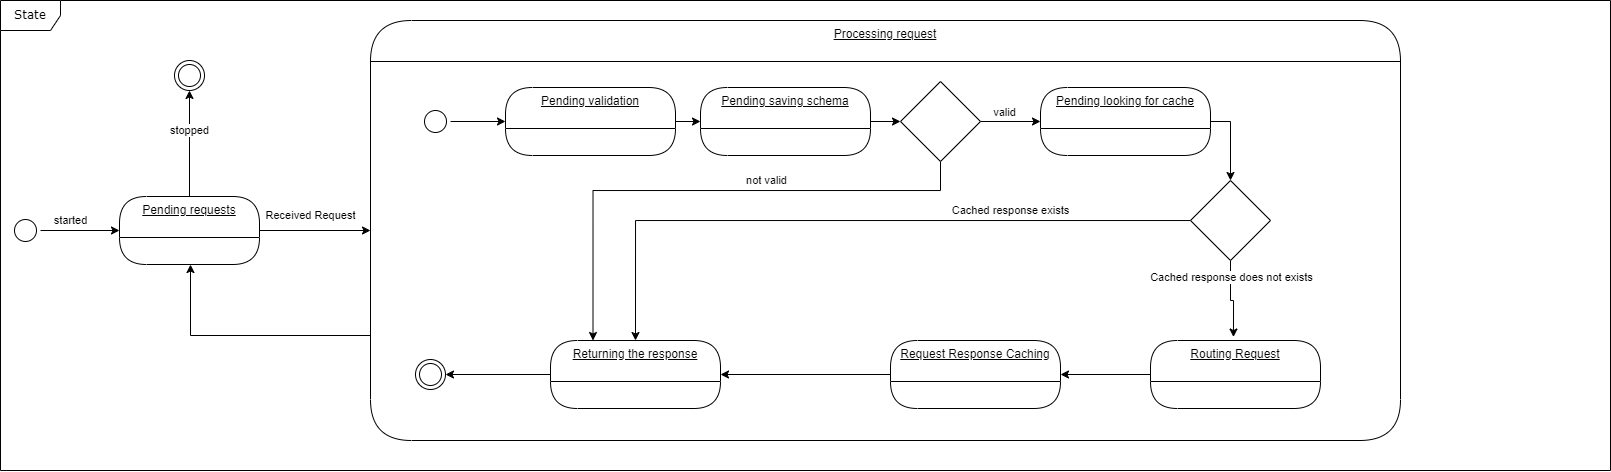 State
Processing request
Pending validation
Pending saving schema
valid
Pending looking for cache
stopped
not valid
Pending requests
started
Received Request
Cached response exists
Cached response does not exists
Returning the response
Request Response Caching
Routing Request